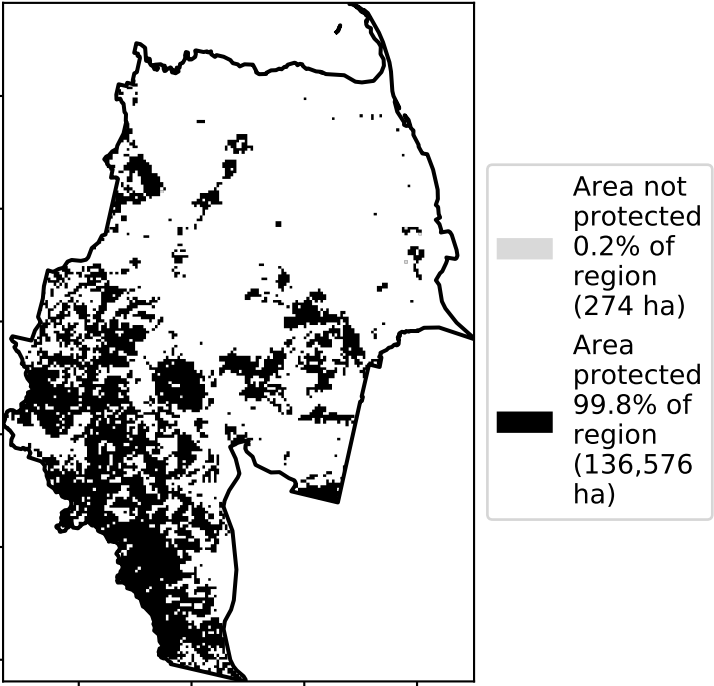 Area not
protected
0.2% of
region
(274 ha)
Area
protected
99.8% of
region
(136,576
ha)